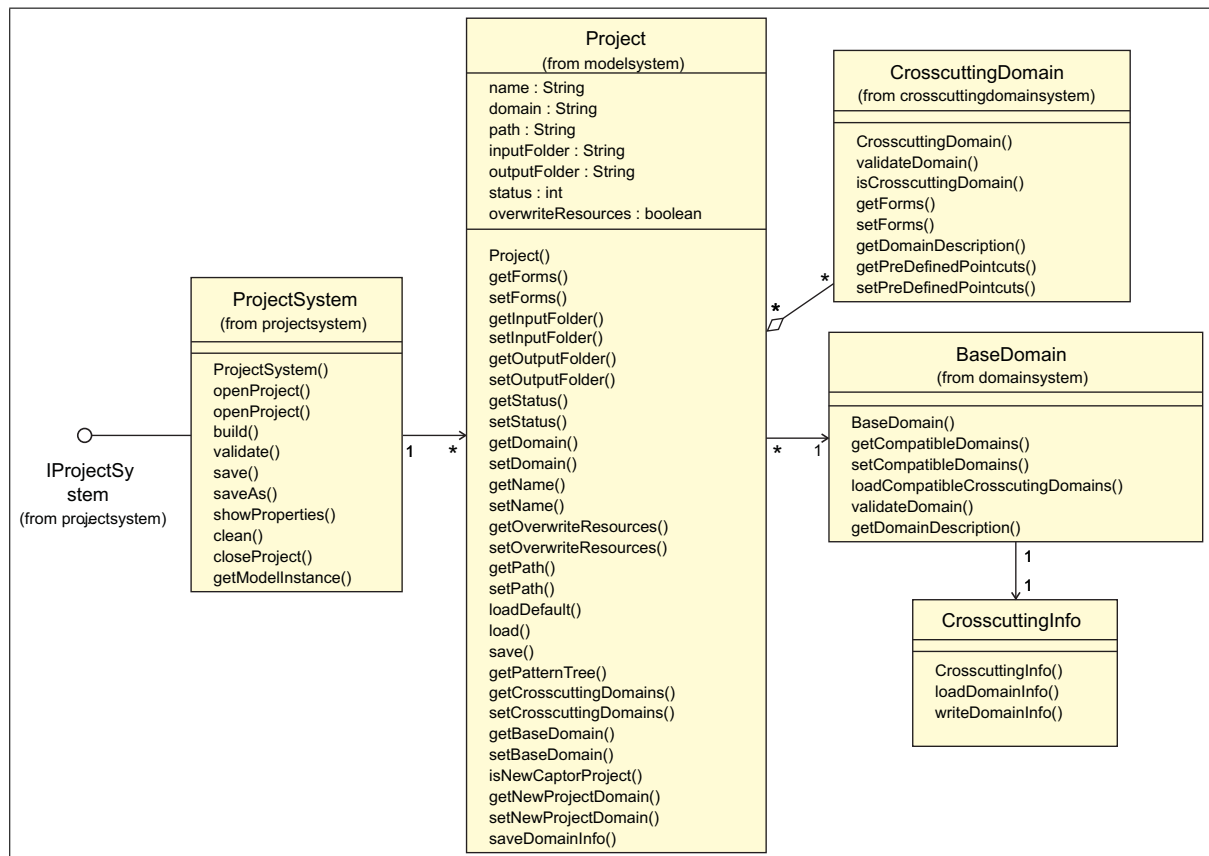 IProjectSy
stem
(from projectsystem)
ProjectSystem
(from projectsystem)
ProjectSystem()
openProject()
openProject()
build()
validate()
save()
saveAs()
showProperties()
clean()
closeProject()
getModelInstance()
1
*
Project
(from modelsystem)
name : String
domain : String
path : String
inputFolder : String
outputFolder : String
status : int
overwriteResources : boolean
Project()
getForms()
setForms()
getInputFolder()
setInputFolder()
getOutputFolder()
setOutputFolder()
getStatus()
setStatus()
getDomain()
setDomain()
getName()
setName()
getOverwriteResources()
setOverwriteResources()
getPath()
setPath()
loadDefault()
load()
save()
getPatternTree()
getCrosscuttingDomains()
setCrosscuttingDomains()
getBaseDomain()
setBaseDomain()
isNewCaptorProject()
getNewProjectDomain()
setNewProjectDomain()
saveDomainInfo()
*
*
CrosscuttingDomain
(from crosscuttingdomainsystem)
CrosscuttingDomain()
validateDomain()
isCrosscuttingDomain()
getForms()
setForms()
getDomainDescription()
getPreDefinedPointcuts()
setPreDefinedPointcuts()
*
1
BaseDomain
(from domainsystem)
BaseDomain()
getCompatibleDomains()
setCompatibleDomains()
loadCompatibleCrosscutingDomains()
validateDomain()
getDomainDescription()
1
1
CrosscuttingInfo
CrosscuttingInfo()
loadDomainInfo()
writeDomainInfo()